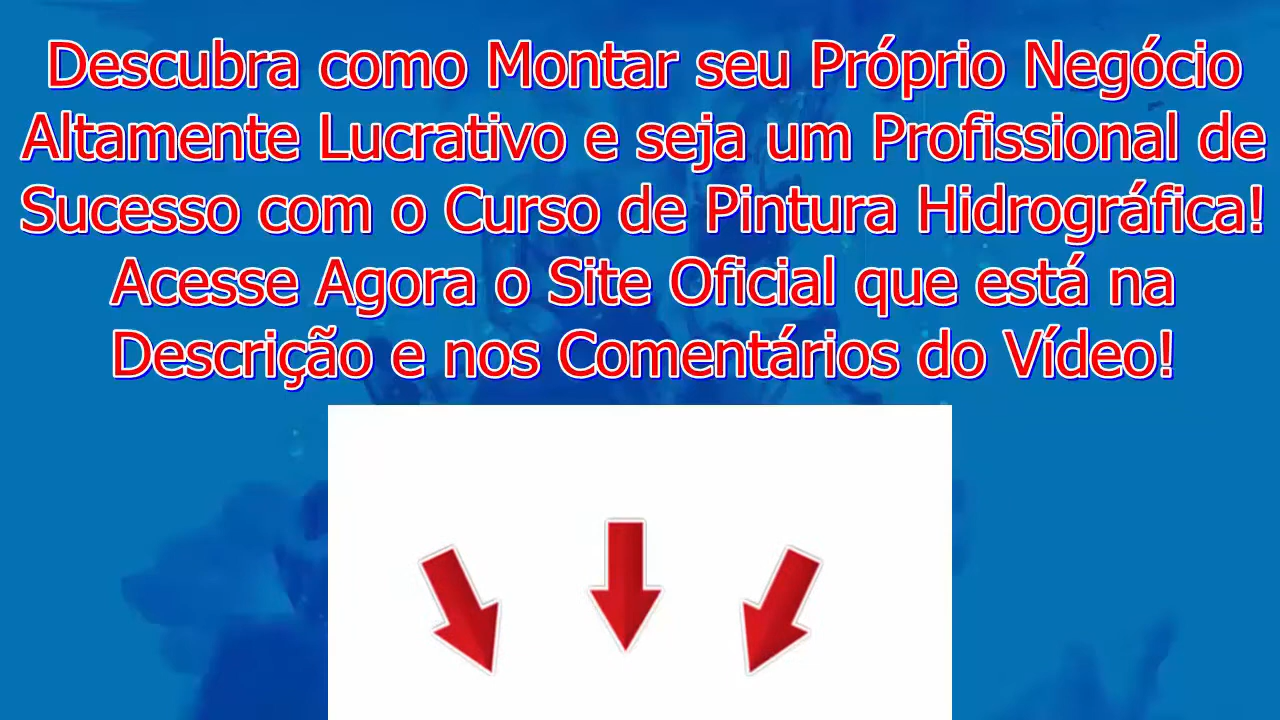 Descubra como Montar seu Próprio Negócio
Altamente Lucrativo e seja um Profissional de
Sucesso com o Curso de Pintura Hidrográfica!
Acesse Agora o Site Oficial que está na
Descrição e nos Comentários do Vídeo!